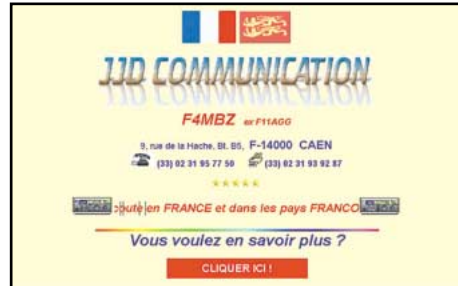 JJD COMMUNICATION
F4MBZ ex F11AGG
9, rue de la Hache, Bt. B5, F-14000 CAEN
(33) 02 31 95 77 50 (33) 02 31 93 92 87
en FRANCE et dans les pays FRANCO
Vous voulez en savoir plus ?
CLIQUER ICI !